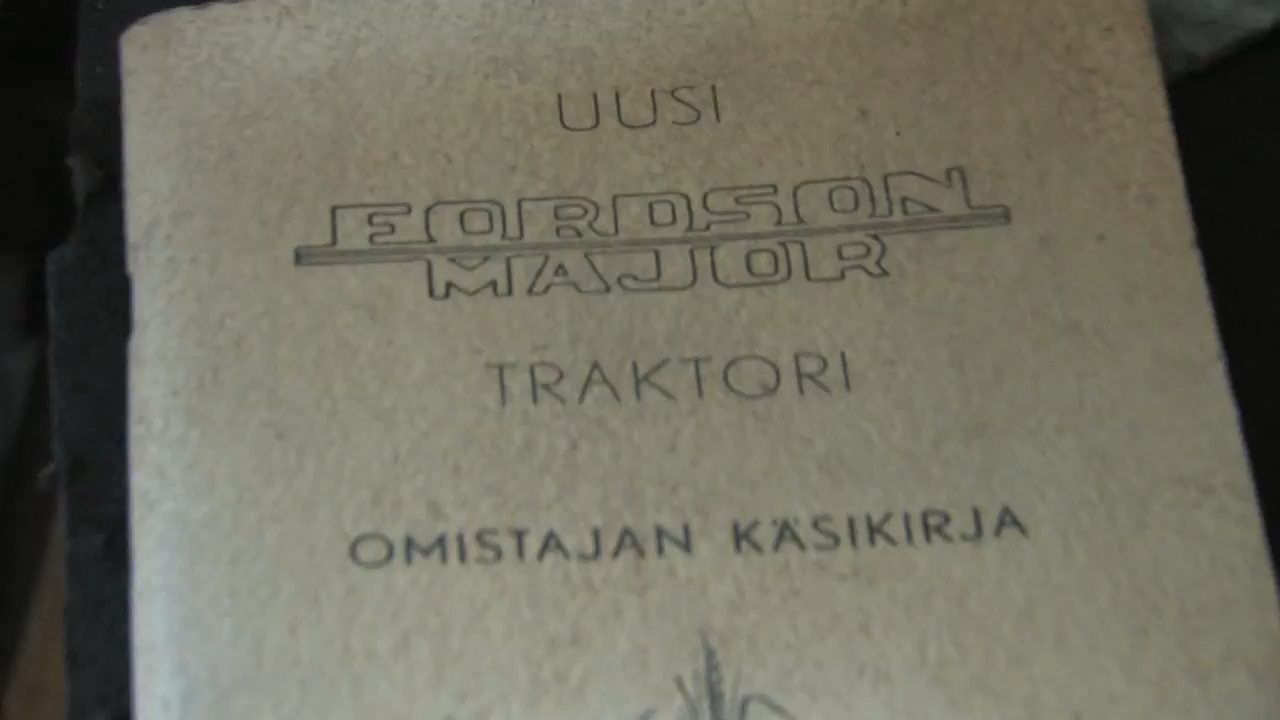 UUSI
FORDSON
MAJOR
TRAKTORI
OMISTAJAN KÄSIKIRJA